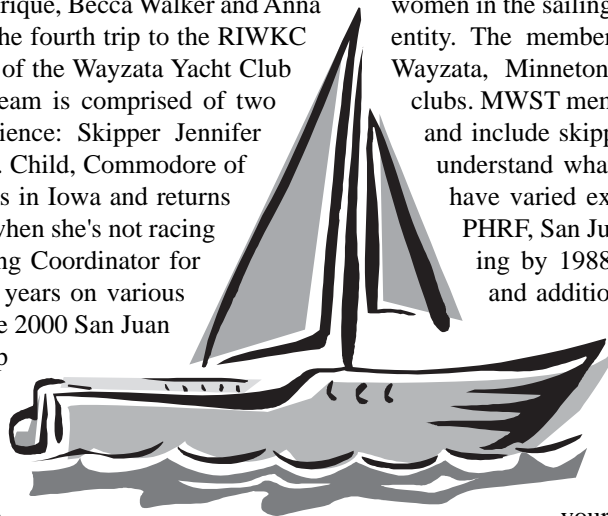 rique, Becca Walker and Anna
he fourth trip to the RIWKC
of the Wayzata Yacht Club
eam is comprised of two
ience: Skipper Jennifer
. Child, Commodore of
s in Iowa and returns
when she's not racing
ng Coordinator for
years on various
e 2000 San Juan
p
women in the sailing
entity. The member
Wayzata, Minneton
clubs. MWST men
and include skipp
understand wha
have varied ex
PHRF, San Ju
ing by 1988
and additio
your